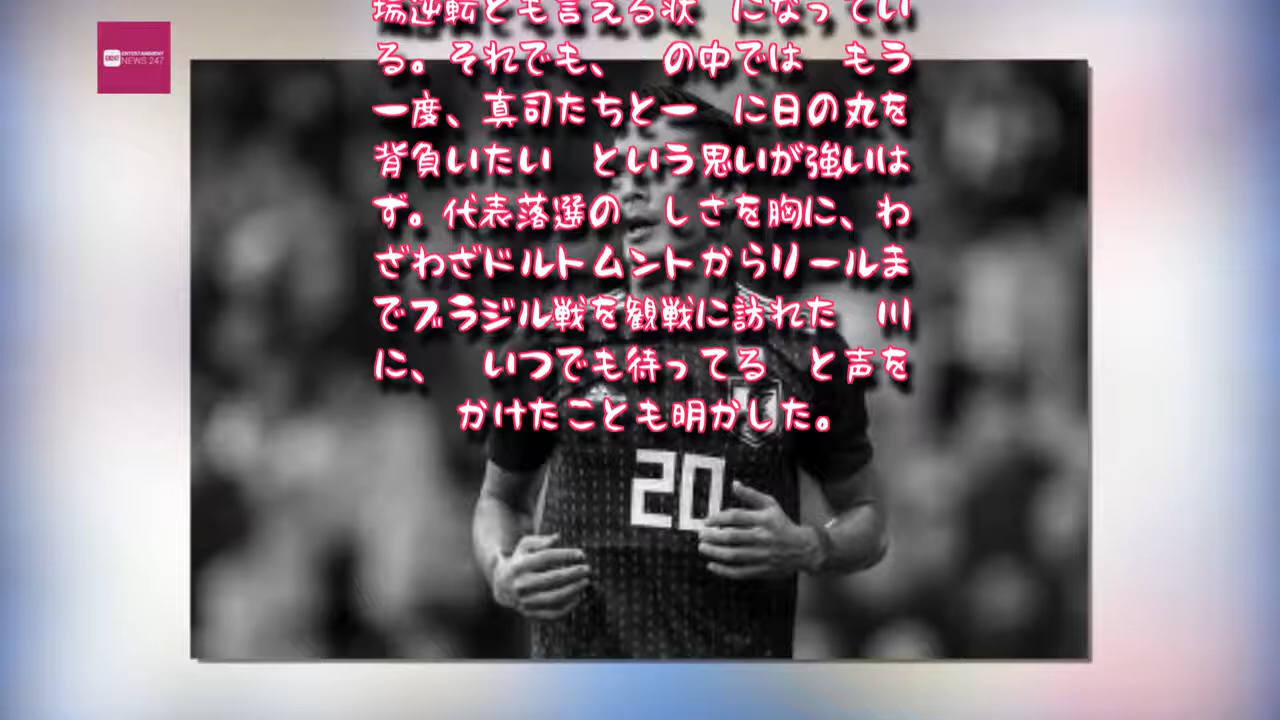 ENTERTAINMENT
NEWS 247
場逆転とも言える状　になってい
る。それでも、　の中では　もう
一度、真司たちと一　に日の丸を
背負いたい　という思いが強いは
ず。代表落選の　しさを胸に、わ
ざわざドルトムントからリールま
でブラジル戦を観戦に訪れた　川
に、　いつでも待ってる　と声を
かけたことも明かした。
20